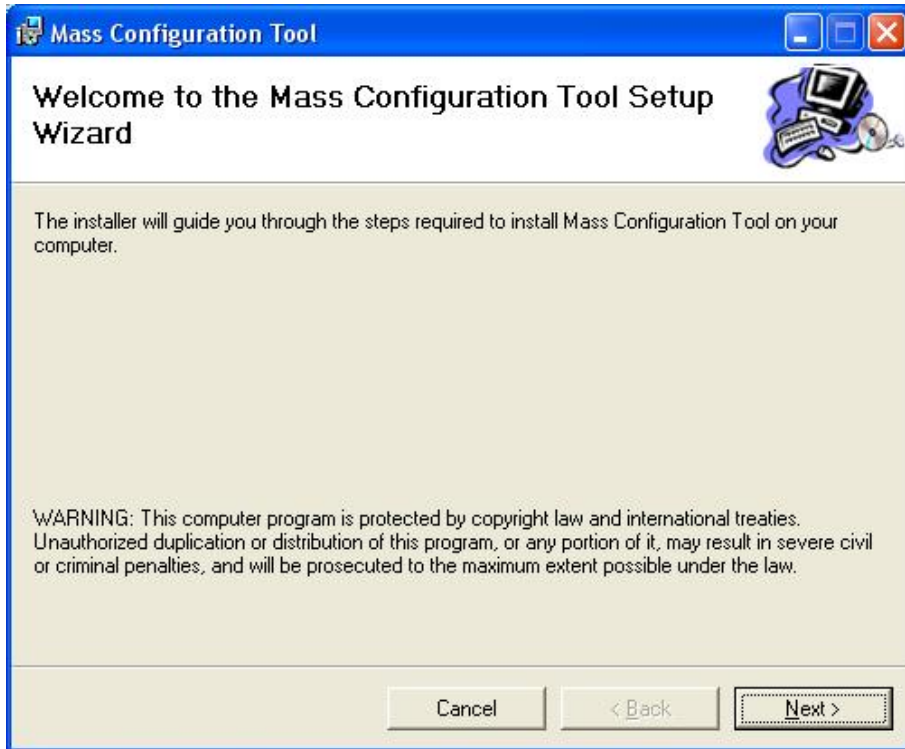 Mass Configuration Tool
Welcome to the Mass Configuration Tool Setup
Wizard
The installer will guide you through the steps required to install Mass Configuration Tool on your
computer.
WARNING: This computer program is protected by copyright law and international treaties.
Unauthorized duplication or distribution of this program, or any portion of it, may result in severe civil
or criminal penalties, and will be prosecuted to the maximum extent possible under the law.
Cancel
< Back
Next >